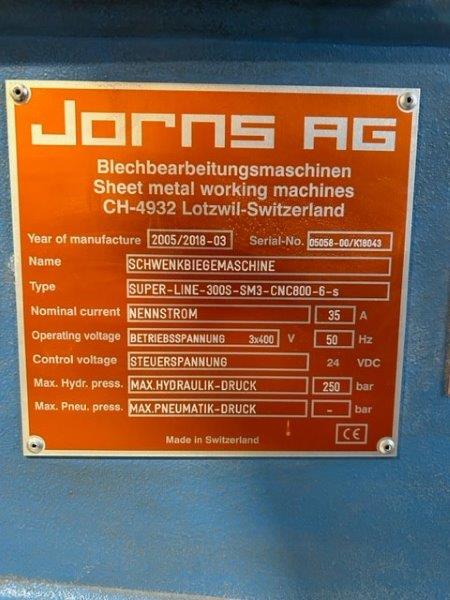 Jorns AG
Blechbearbeitungsmaschinen
Sheet metal working machines
CH-4932 Lotzwil-Switzerland
Year of manufacture 2005/2018-03 Serial-No. 05058-00/K18043
Name SCHWENKBIEGEMASCHINE
Type SUPER-LINE-300S-SM3-CNC800-6-s
Nominal current NENNSTROM 35 A
Operating voltage BETRIEBSSPANNUNG 3x400 V 50 Hz
Control voltage STEUERSPANNUNG 24 VDC
Max. Hydr. press. MAX.HYDRAULIK-DRUCK 250 bar
Max. Pneu. press. MAX.PNEUMATIK-DRUCK - bar
Made in Switzerland CE